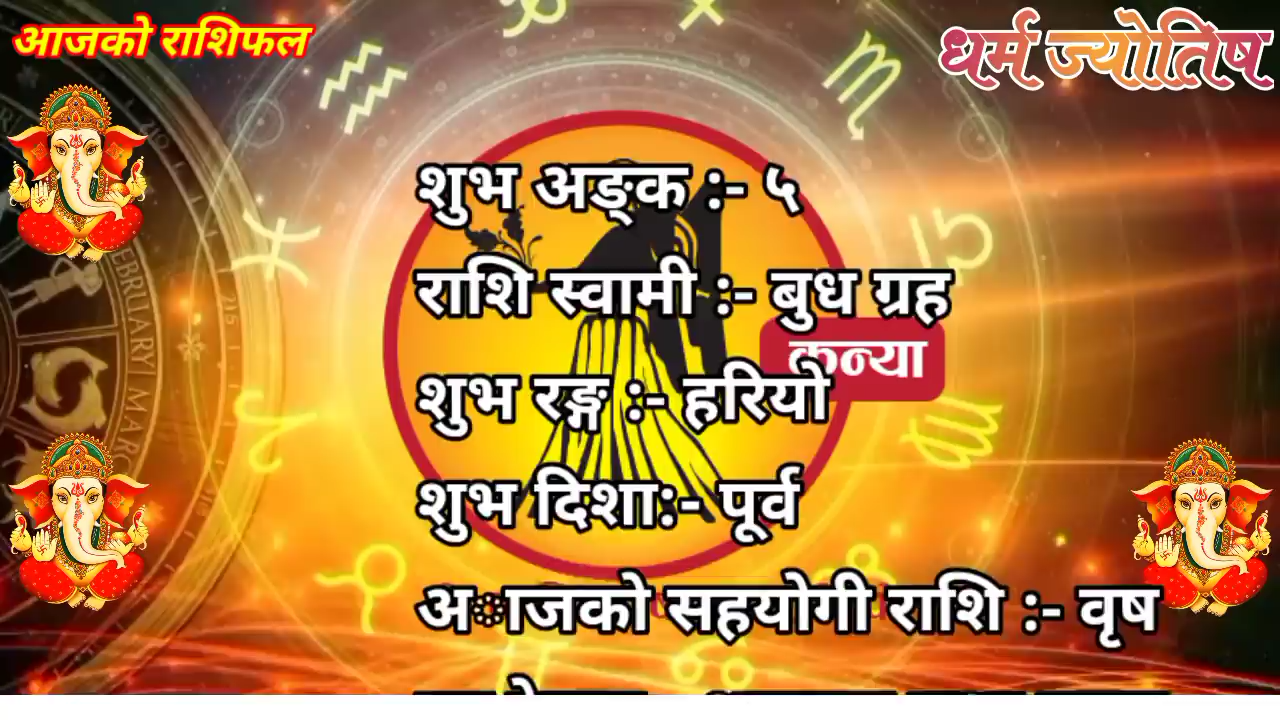 आजको राशिफल
धर्म ज्योतिष
शुभ अङ्क :- ५
राशि स्वामी :- बुध ग्रह
कन्या
शुभ रङ्ग :- हरियो
शुभ दिशा:- पूर्व
अाजको सहयोगी राशि :- वृष